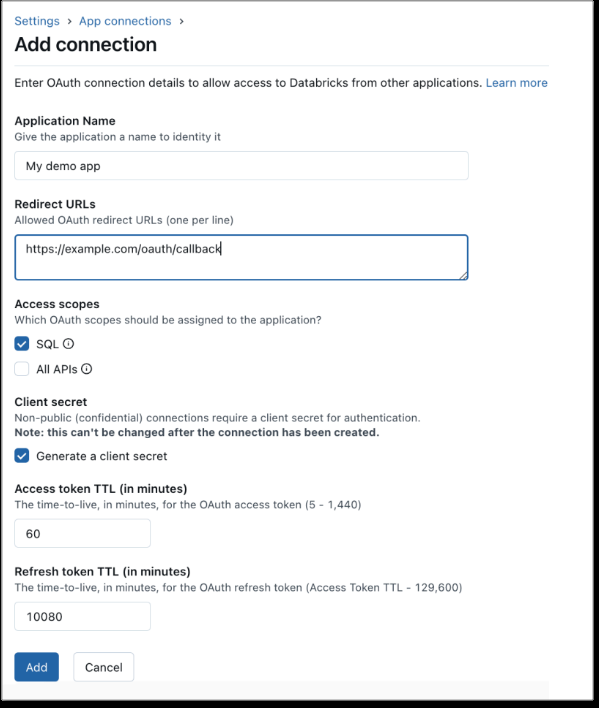 Settings > App connections >
Add connection
Enter OAuth connection details to allow access to Databricks from other applications. Learn more
Application Name
Give the application a name to identity it
My demo app
Redirect URLs
Allowed OAuth redirect URLs (one per line)
https://example.com/oauth/callback
Access scopes
Which OAuth scopes should be assigned to the application?
SQL
All APIs
Client secret
Non-public (confidential) connections require a client secret for authentication.
Note: this can't be changed after the connection has been created.
Generate a client secret
Access token TTL (in minutes)
The time-to-live, in minutes, for the OAuth access token (5 - 1,440)
60
Refresh token TTL (in minutes)
The time-to-live, in minutes, for the OAuth refresh token (Access Token TTL - 129,600)
10080
Add Cancel